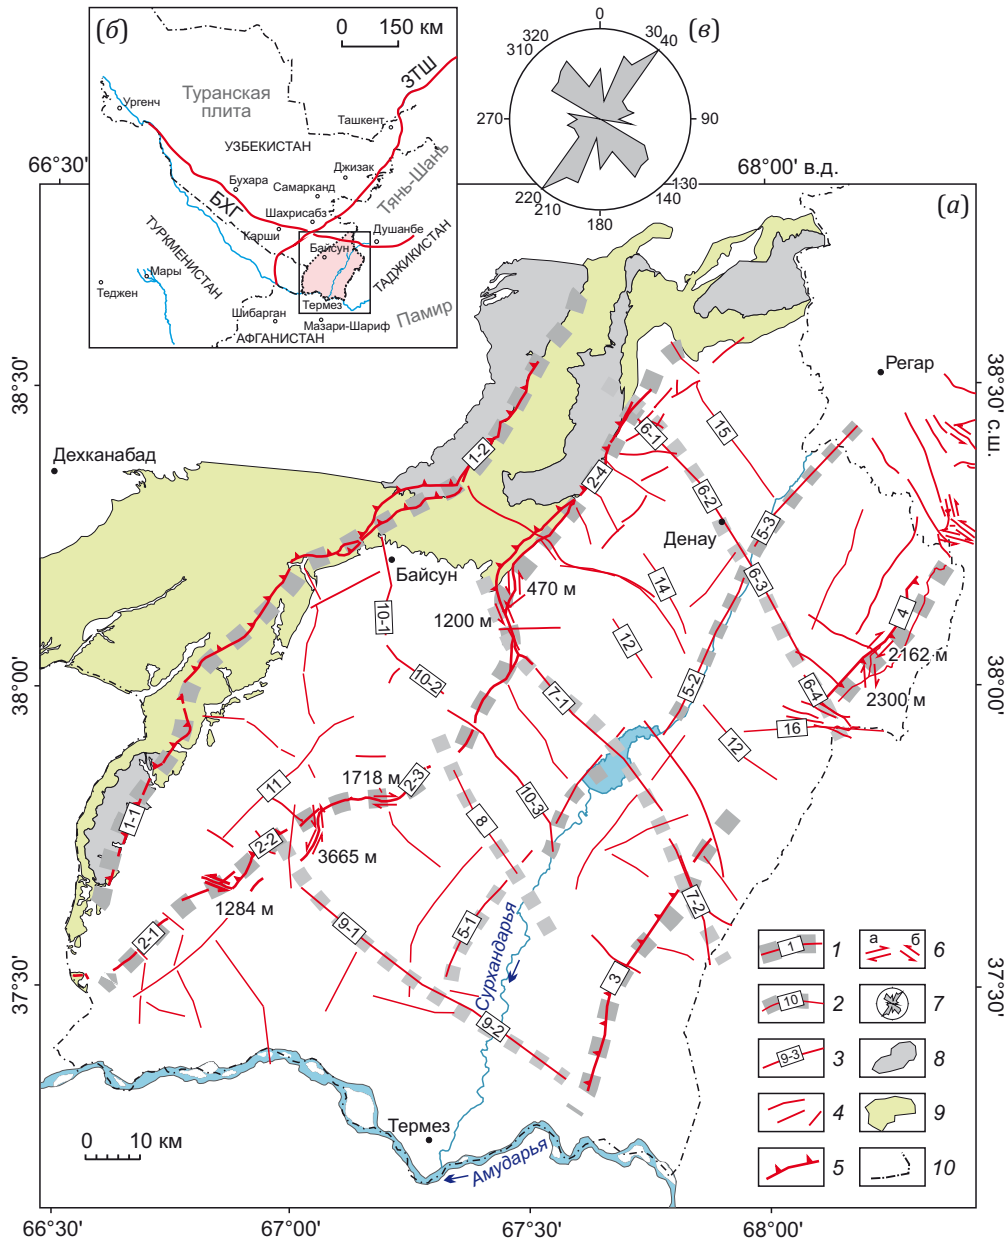 (б)
0 150 км
ЗТШ
Туранская
плита
Ургенч
Ташкент
УЗБЕКИСТАН
Джизак
Бухара
Самарканд
Тянь-Шань
БХГ
Шахрисабз
Карши
Душанбе
Байсун
ТУРКМЕНИСТАН
ТАДЖИКИСТАН
Мары
Теджен
Термез
Шибарган
Мазари-Шариф
Памир
АФГАНИСТАН
(в)
0
320
310
30
40
270
90
220
210
180
140
130
66°30'
68°00' в.д.
(а)
38°30'
38°30' с.ш.
Регар
Дехканабад
15
6-1
1-2
2-4
6-2
Денау
5-3
Байсун
470 м
6-3
14
10-1
1200 м
4
12
2162 м
38°00'
38°00'
10-2
7-1
5-2
6-4
2300 м
16
12
1718 м
2-3
11
10-3
1-1
8
2-2
3665 м
1284 м
7-2
2-1
9-1
5-1
Сурхандарья
3
37°30'
37°30'
9-2
Термез
0 10 км
Амударья
1 1
10 2
9-3 3
4
5
а б 6
7
8
9
10
66°30'
67°00'
67°30'
68°00'